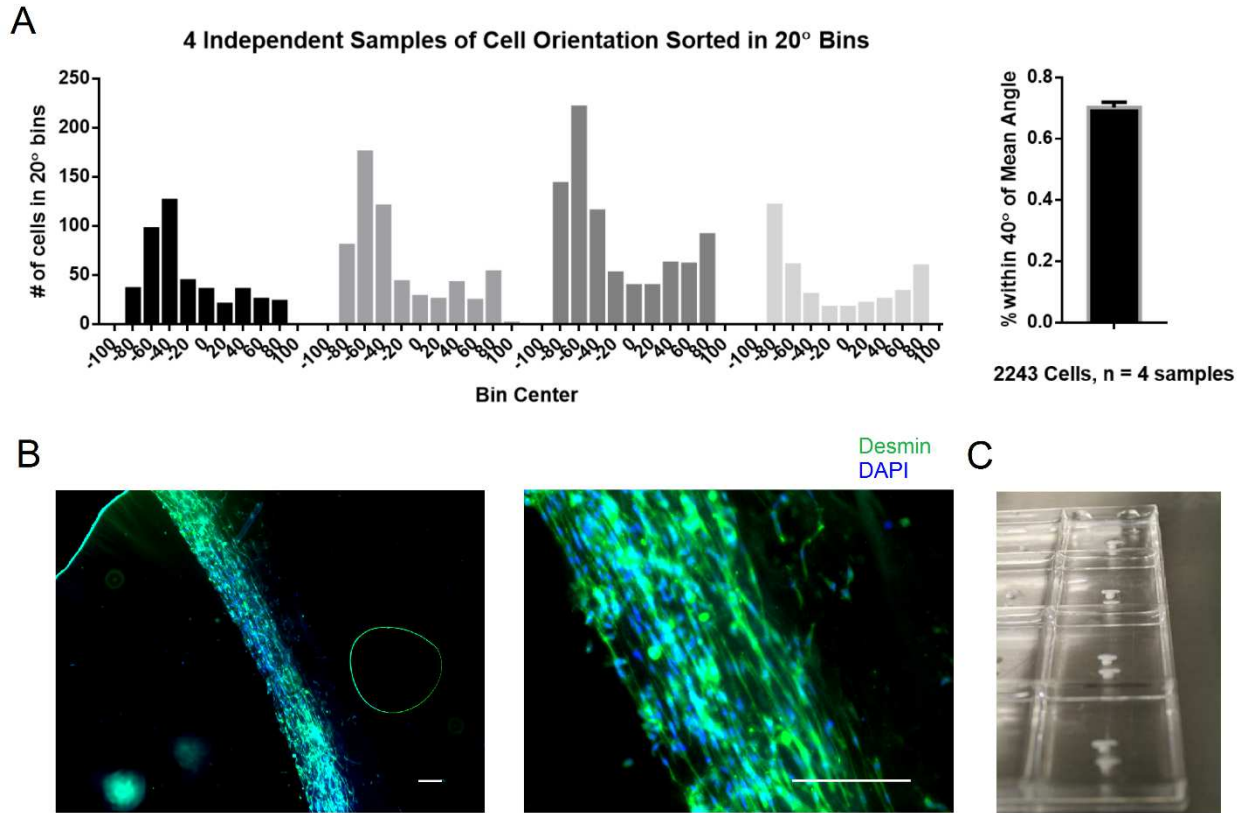 A
4 Independent Samples of Cell Orientation Sorted in 20° Bins
# of cells in 20° bins
250
200
150
100
50
0
-100 -80 -60 -40 -20 0 20 40 60 80 100 -100 -80 -60 -40 -20 0 20 40 60 80 100 -100 -80 -60 -40 -20 0 20 40 60 80 100 -100 -80 -60 -40 -20 0 20 40 60 80 100
Bin Center
% within 40° of Mean Angle
0.8
0.6
0.4
0.2
0.0
2243 Cells, n = 4 samples
B
Desmin
DAPI
C